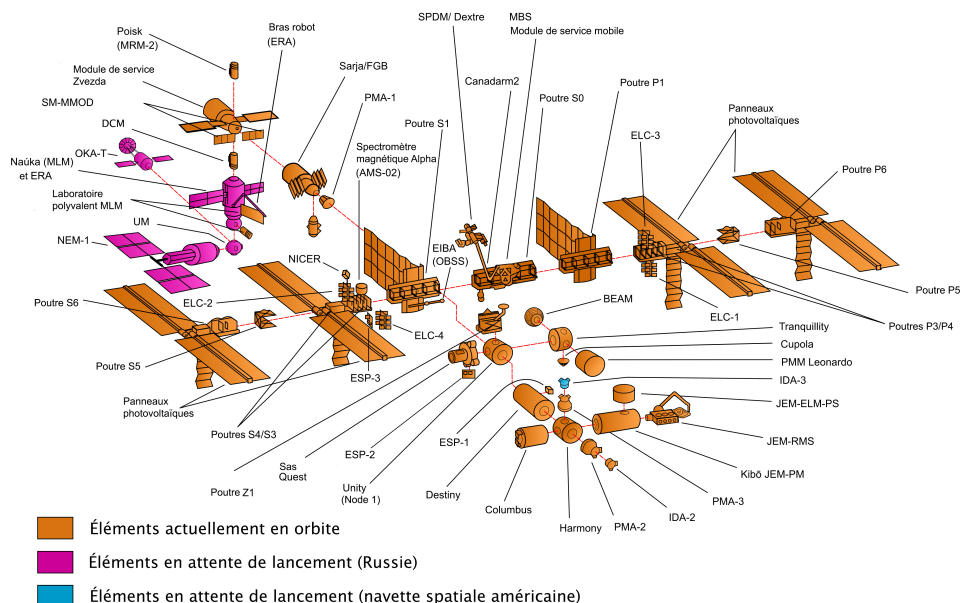 SPDM/ Dextre
MBS
Module de service mobile
Poisk
(MRM-2)
Bras robot
(ERA)
Module de service
Zvezda
Sarja/FGB
Canadarm2
Poutre P1
SM-MMOD
PMA-1
Poutre S0
Panneaux
photovoltaïques
DCM
Poutre S1
ELC-3
OKA-T
Spectromètre
magnétique Alpha
(AMS-02)
Naúka (MLM)
et ERA
Poutre P6
Laboratoire
polyvalent MLM
UM
NEM-1
EIBA
(OBSS)
NICER
Poutre P5
ELC-2
Poutre S6
BEAM
ELC-1
Poutres P3/P4
ELC-4
Tranquillity
Cupola
Poutre S5
ESP-3
PMM Leonardo
IDA-3
Panneaux
photovoltaïques
JEM-ELM-PS
Poutres S4/S3
ESP-2
ESP-1
JEM-RMS
Sas
Quest
Kibō JEM-PM
Poutre Z1
Unity
(Node 1)
Destiny
Columbus
PMA-3
IDA-2
Harmony
PMA-2
Éléments actuellement en orbite
Éléments en attente de lancement (Russie)
Éléments en attente de lancement (navette spatiale américaine)